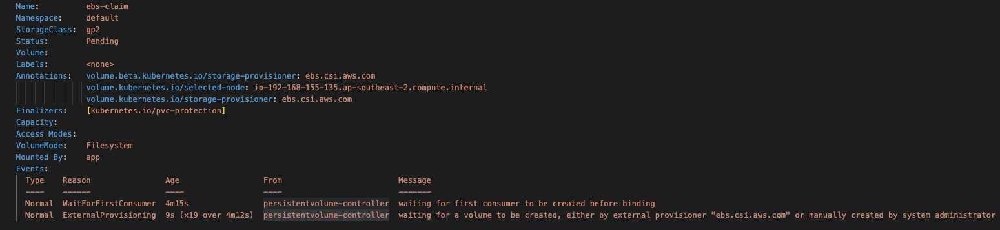 Name:          ebs-claim
Namespace:     default
StorageClass:  gp2
Status:        Pending
Volume:
Labels:        <none>
Annotations:   volume.beta.kubernetes.io/storage-provisioner: ebs.csi.aws.com
               volume.kubernetes.io/selected-node: ip-192-168-155-135.ap-southeast-2.compute.internal
               volume.kubernetes.io/storage-provisioner: ebs.csi.aws.com
Finalizers:    [kubernetes.io/pvc-protection]
Capacity:
Access Modes:
VolumeMode:    Filesystem
Mounted By:    app
Events:
  Type    Reason                Age                  From                         Message
  ----    ------                ----                 ----                         -------
  Normal  WaitForFirstConsumer  4m15s                persistentvolume-controller  waiting for first consumer to be created before binding
  Normal  ExternalProvisioning  9s (x19 over 4m12s)  persistentvolume-controller  waiting for a volume to be created, either by external provisioner "ebs.csi.aws.com" or manually created by system administrator